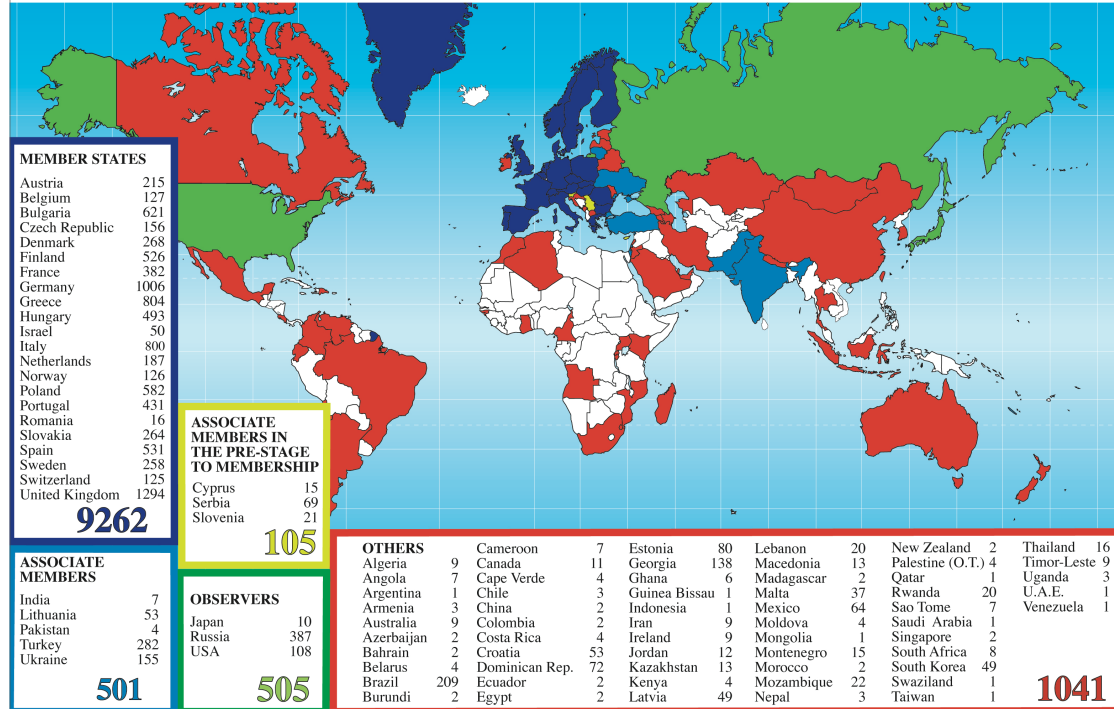 MEMBER STATES
Austria 215
Belgium 127
Bulgaria 621
Czech Republic 156
Denmark 268
Finland 526
France 382
Germany 1006
Greece 804
Hungary 493
Israel 50
Italy 800
Netherlands 187
Norway 126
Poland 582
Portugal 431
Romania 16
Slovakia 264
Spain 531
Sweden 258
Switzerland 125
United Kingdom 1294
9262
ASSOCIATE
MEMBERS
India 7
Lithuania 53
Pakistan 4
Turkey 282
Ukraine 155
501
ASSOCIATE
MEMBERS IN
THE PRE-STAGE
TO MEMBERSHIP
Cyprus 15
Serbia 69
Slovenia 21
105
OBSERVERS
Japan 10
Russia 387
USA 108
505
OTHERS
Algeria 9
Angola 7
Argentina 1
Armenia 3
Australia 9
Azerbaijan 2
Bahrain 2
Belarus 4
Brazil 209
Burundi 2
Cameroon 7
Canada 11
Cape Verde 4
Chile 3
China 2
Colombia 2
Costa Rica 4
Croatia 53
Dominican Rep. 72
Ecuador 2
Egypt 2
Estonia 80
Georgia 138
Ghana 6
Guinea Bissau 1
Indonesia 1
Iran 9
Ireland 9
Jordan 12
Kazakhstan 13
Kenya 4
Latvia 49
Lebanon 20
Macedonia 13
Madagascar 2
Malta 37
Mexico 64
Moldova 4
Mongolia 1
Montenegro 15
Morocco 2
Mozambique 22
Nepal 3
New Zealand 2
Palestine (O.T.) 4
Qatar 1
Rwanda 20
Sao Tome 7
Saudi Arabia 1
Singapore 2
South Africa 8
South Korea 49
Swaziland 1
Taiwan 1
Thailand 16
Timor-Leste 9
Uganda 3
U.A.E. 1
Venezuela 1
1041